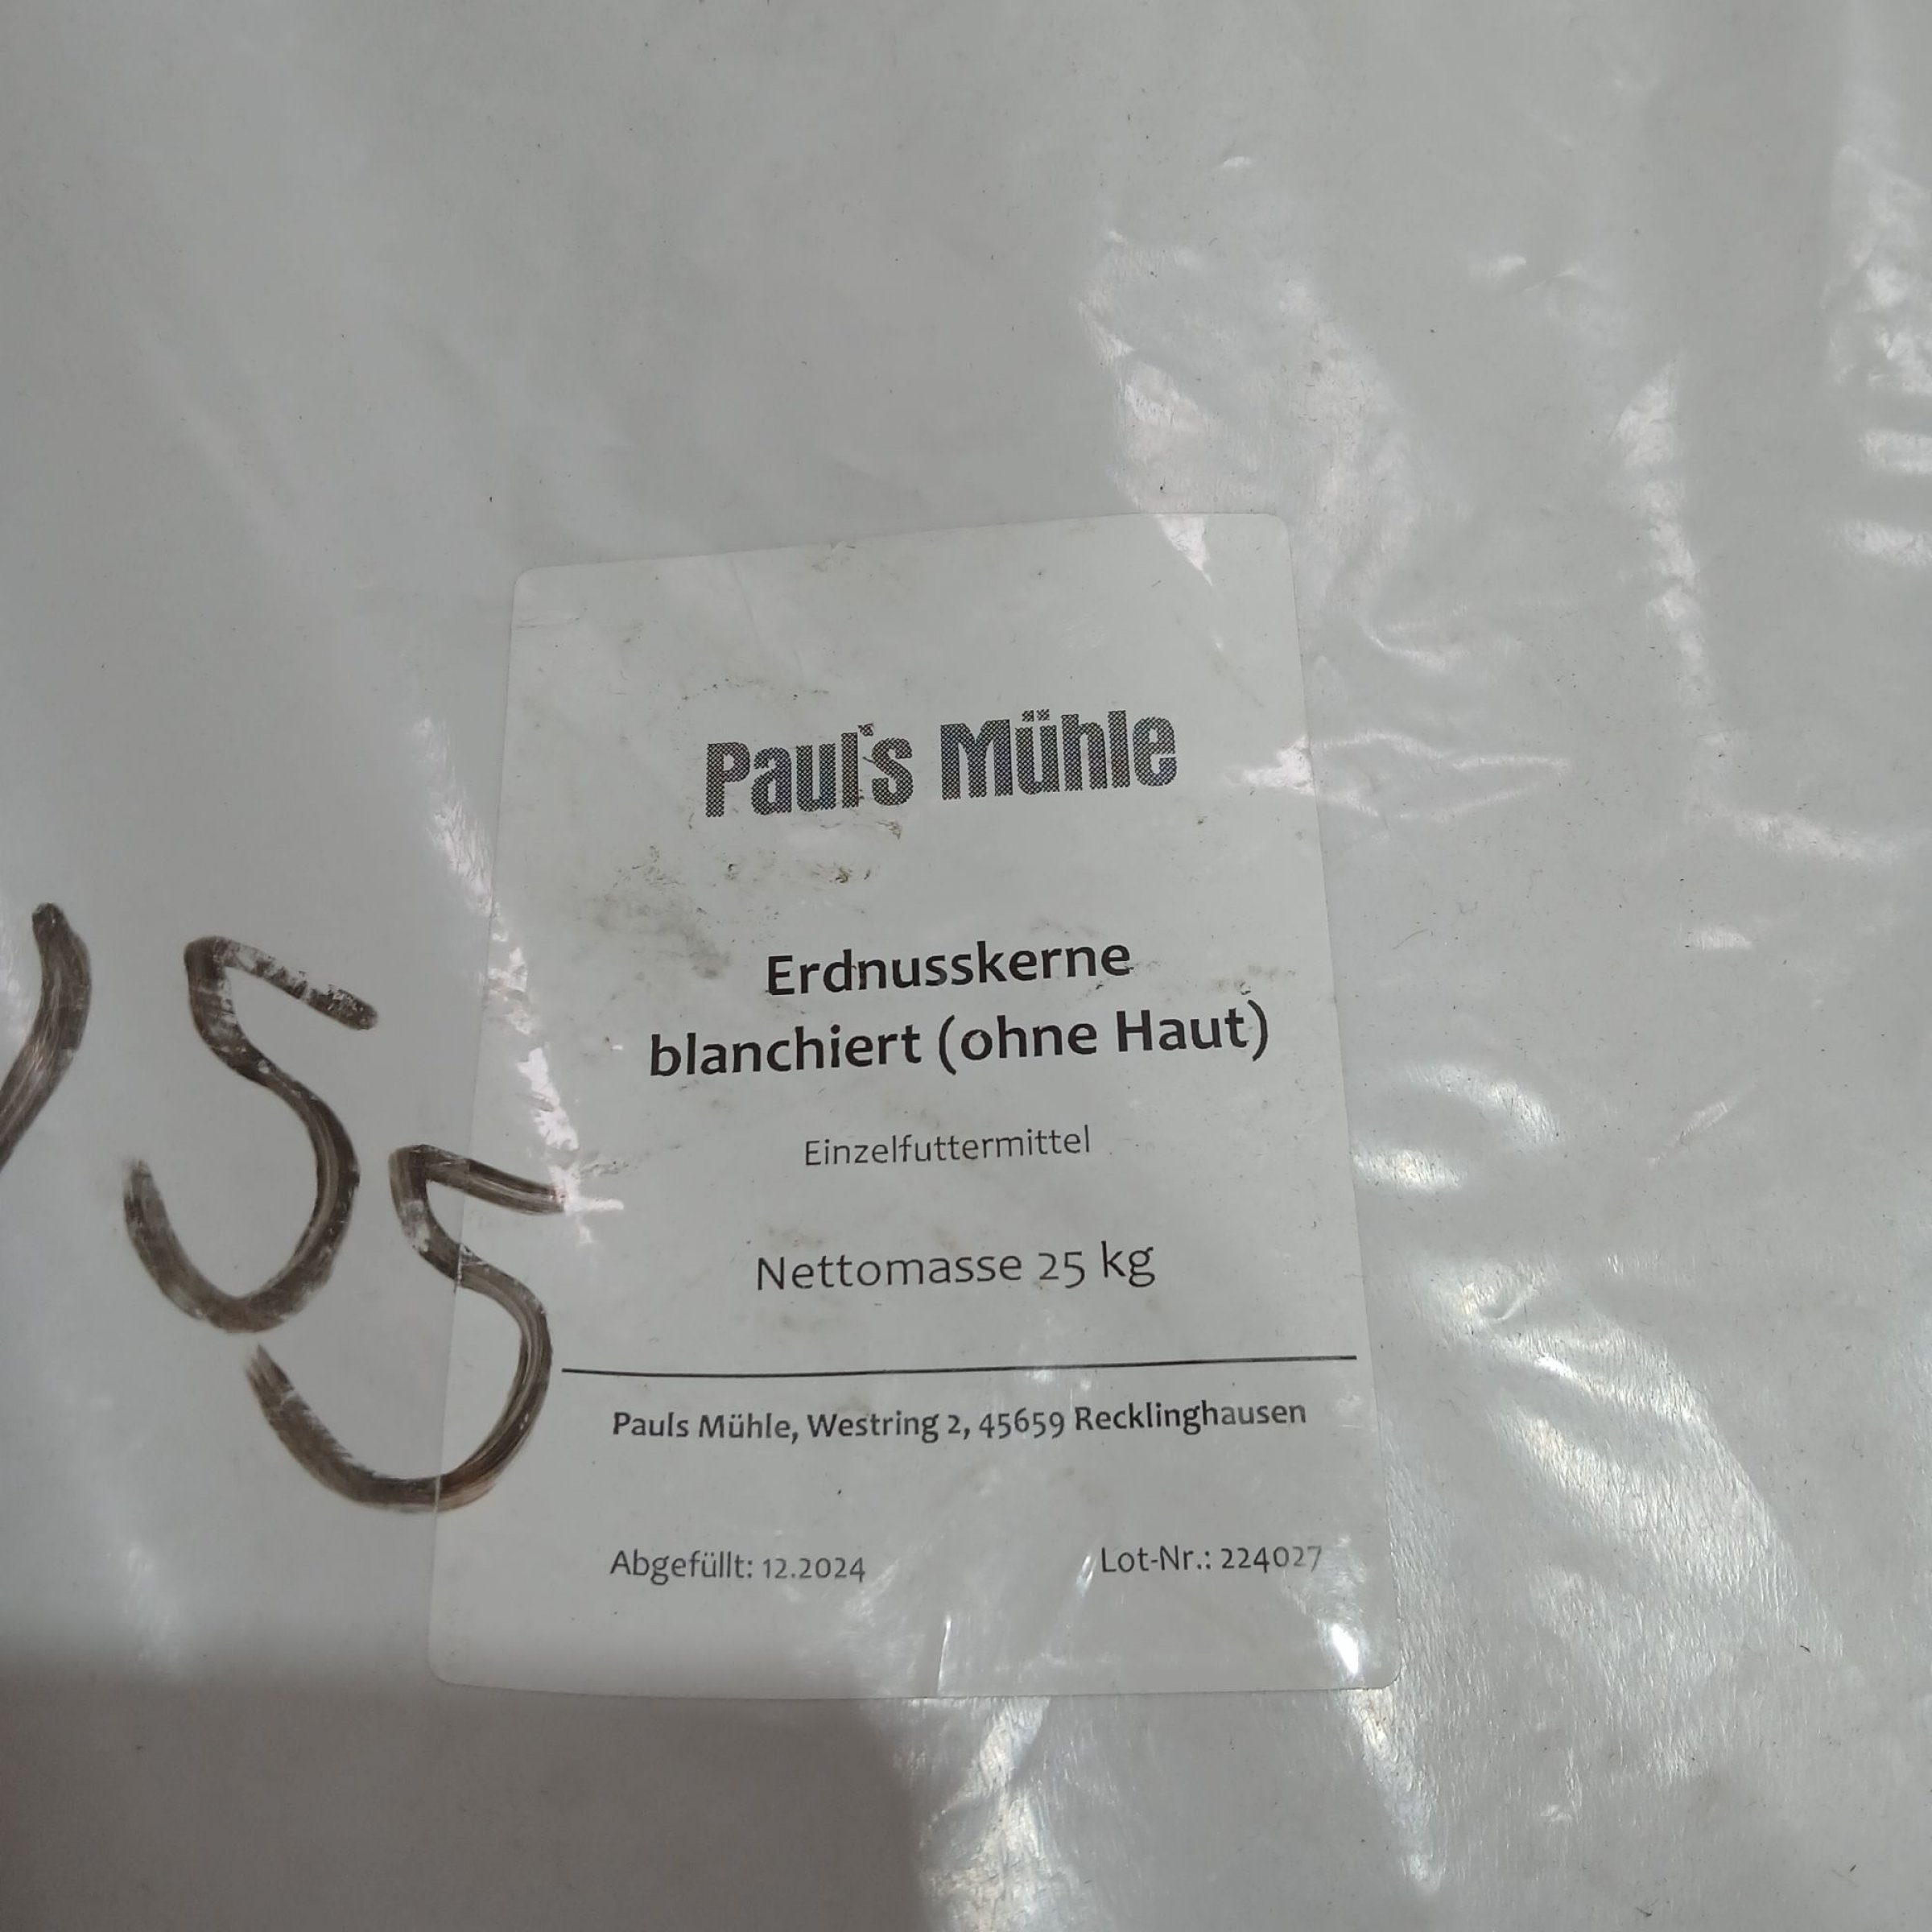 Paul's Mühle
Erdnusskerne
blanchiert (ohne Haut)
Einzelfuttermittel
Nettomasse 25 kg
Pauls Mühle, Westring 2, 45659 Recklinghausen
Abgefüllt: 12.2024 Lot-Nr.: 224027